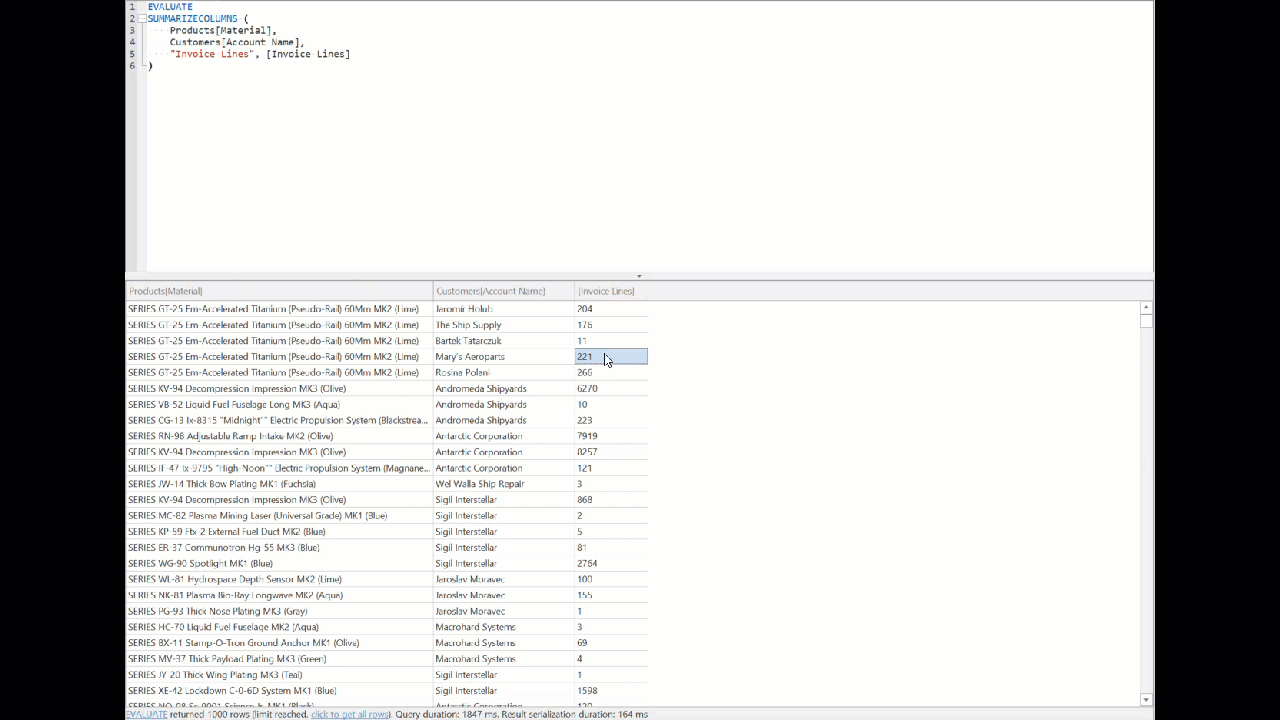 1 EVALUATE
2 SUMMARIZECOLUMNS (
3 Products[Material],
4 Customers[Account Name],
5 "Invoice Lines", [Invoice Lines]
6 )
Products[Material] Customers[Account Name] [Invoice Lines]
SERIES GT-25 Em-Accelerated Titanium (Pseudo-Rail) 60Mm MK2 (Lime) Jaromír Holub 204
SERIES GT-25 Em-Accelerated Titanium (Pseudo-Rail) 60Mm MK2 (Lime) The Ship Supply 176
SERIES GT-25 Em-Accelerated Titanium (Pseudo-Rail) 60Mm MK2 (Lime) Bartek Tatarczuk 11
SERIES GT-25 Em-Accelerated Titanium (Pseudo-Rail) 60Mm MK2 (Lime) Mary's Aeroparts 221
SERIES GT-25 Em-Accelerated Titanium (Pseudo-Rail) 60Mm MK2 (Lime) Rosina Polani 266
SERIES KV-94 Decompression Impression MK3 (Olive) Andromeda Shipyards 6270
SERIES VB-52 Liquid Fuel Fuselage Long MK3 (Aqua) Andromeda Shipyards 10
SERIES CG-13 Ix-8315 "Midnight"" Electric Propulsion System (Blackstrea... Andromeda Shipyards 223
SERIES RN-98 Adjustable Ramp Intake MK2 (Olive) Antarctic Corporation 7919
SERIES KV-94 Decompression Impression MK3 (Olive) Antarctic Corporation 8257
SERIES IF-47 Ix-9795 "High-Noon"" Electric Propulsion System (Magnane... Antarctic Corporation 121
SERIES JW-14 Thick Bow Plating MK1 (Fuchsia) Wel Walla Ship Repair 3
SERIES KV-94 Decompression Impression MK3 (Olive) Sigil Interstellar 868
SERIES MC-82 Plasma Mining Laser (Universal Grade) MK1 (Blue) Sigil Interstellar 2
SERIES KP-59 Ftx-2 External Fuel Duct MK2 (Blue) Sigil Interstellar 5
SERIES ER-37 Communotron Hg-55 MK3 (Blue) Sigil Interstellar 81
SERIES WG-90 Spotlight MK1 (Blue) Sigil Interstellar 2764
SERIES WL-81 Hydrospace Depth Sensor MK2 (Lime) Jaroslav Moravec 100
SERIES NK-81 Plasma Bio-Ray Longwave MK2 (Aqua) Jaroslav Moravec 155
SERIES PG-93 Thick Nose Plating MK3 (Gray) Jaroslav Moravec 1
SERIES HC-70 Liquid Fuel Fuselage MK2 (Aqua) Macrohard Systems 3
SERIES BX-11 Stamp-O-Tron Ground Anchor MK1 (Olive) Macrohard Systems 69
SERIES MV-37 Thick Payload Plating MK3 (Green) Macrohard Systems 4
SERIES JY-20 Thick Wing Plating MK3 (Teal) Sigil Interstellar 1
SERIES XE-42 Lockdown C-0-6D System MK1 (Blue) Sigil Interstellar 1598
EVALUATE returned 1000 rows (limit reached, click to get all rows). Query duration: 1847 ms. Result serialization duration: 164 ms